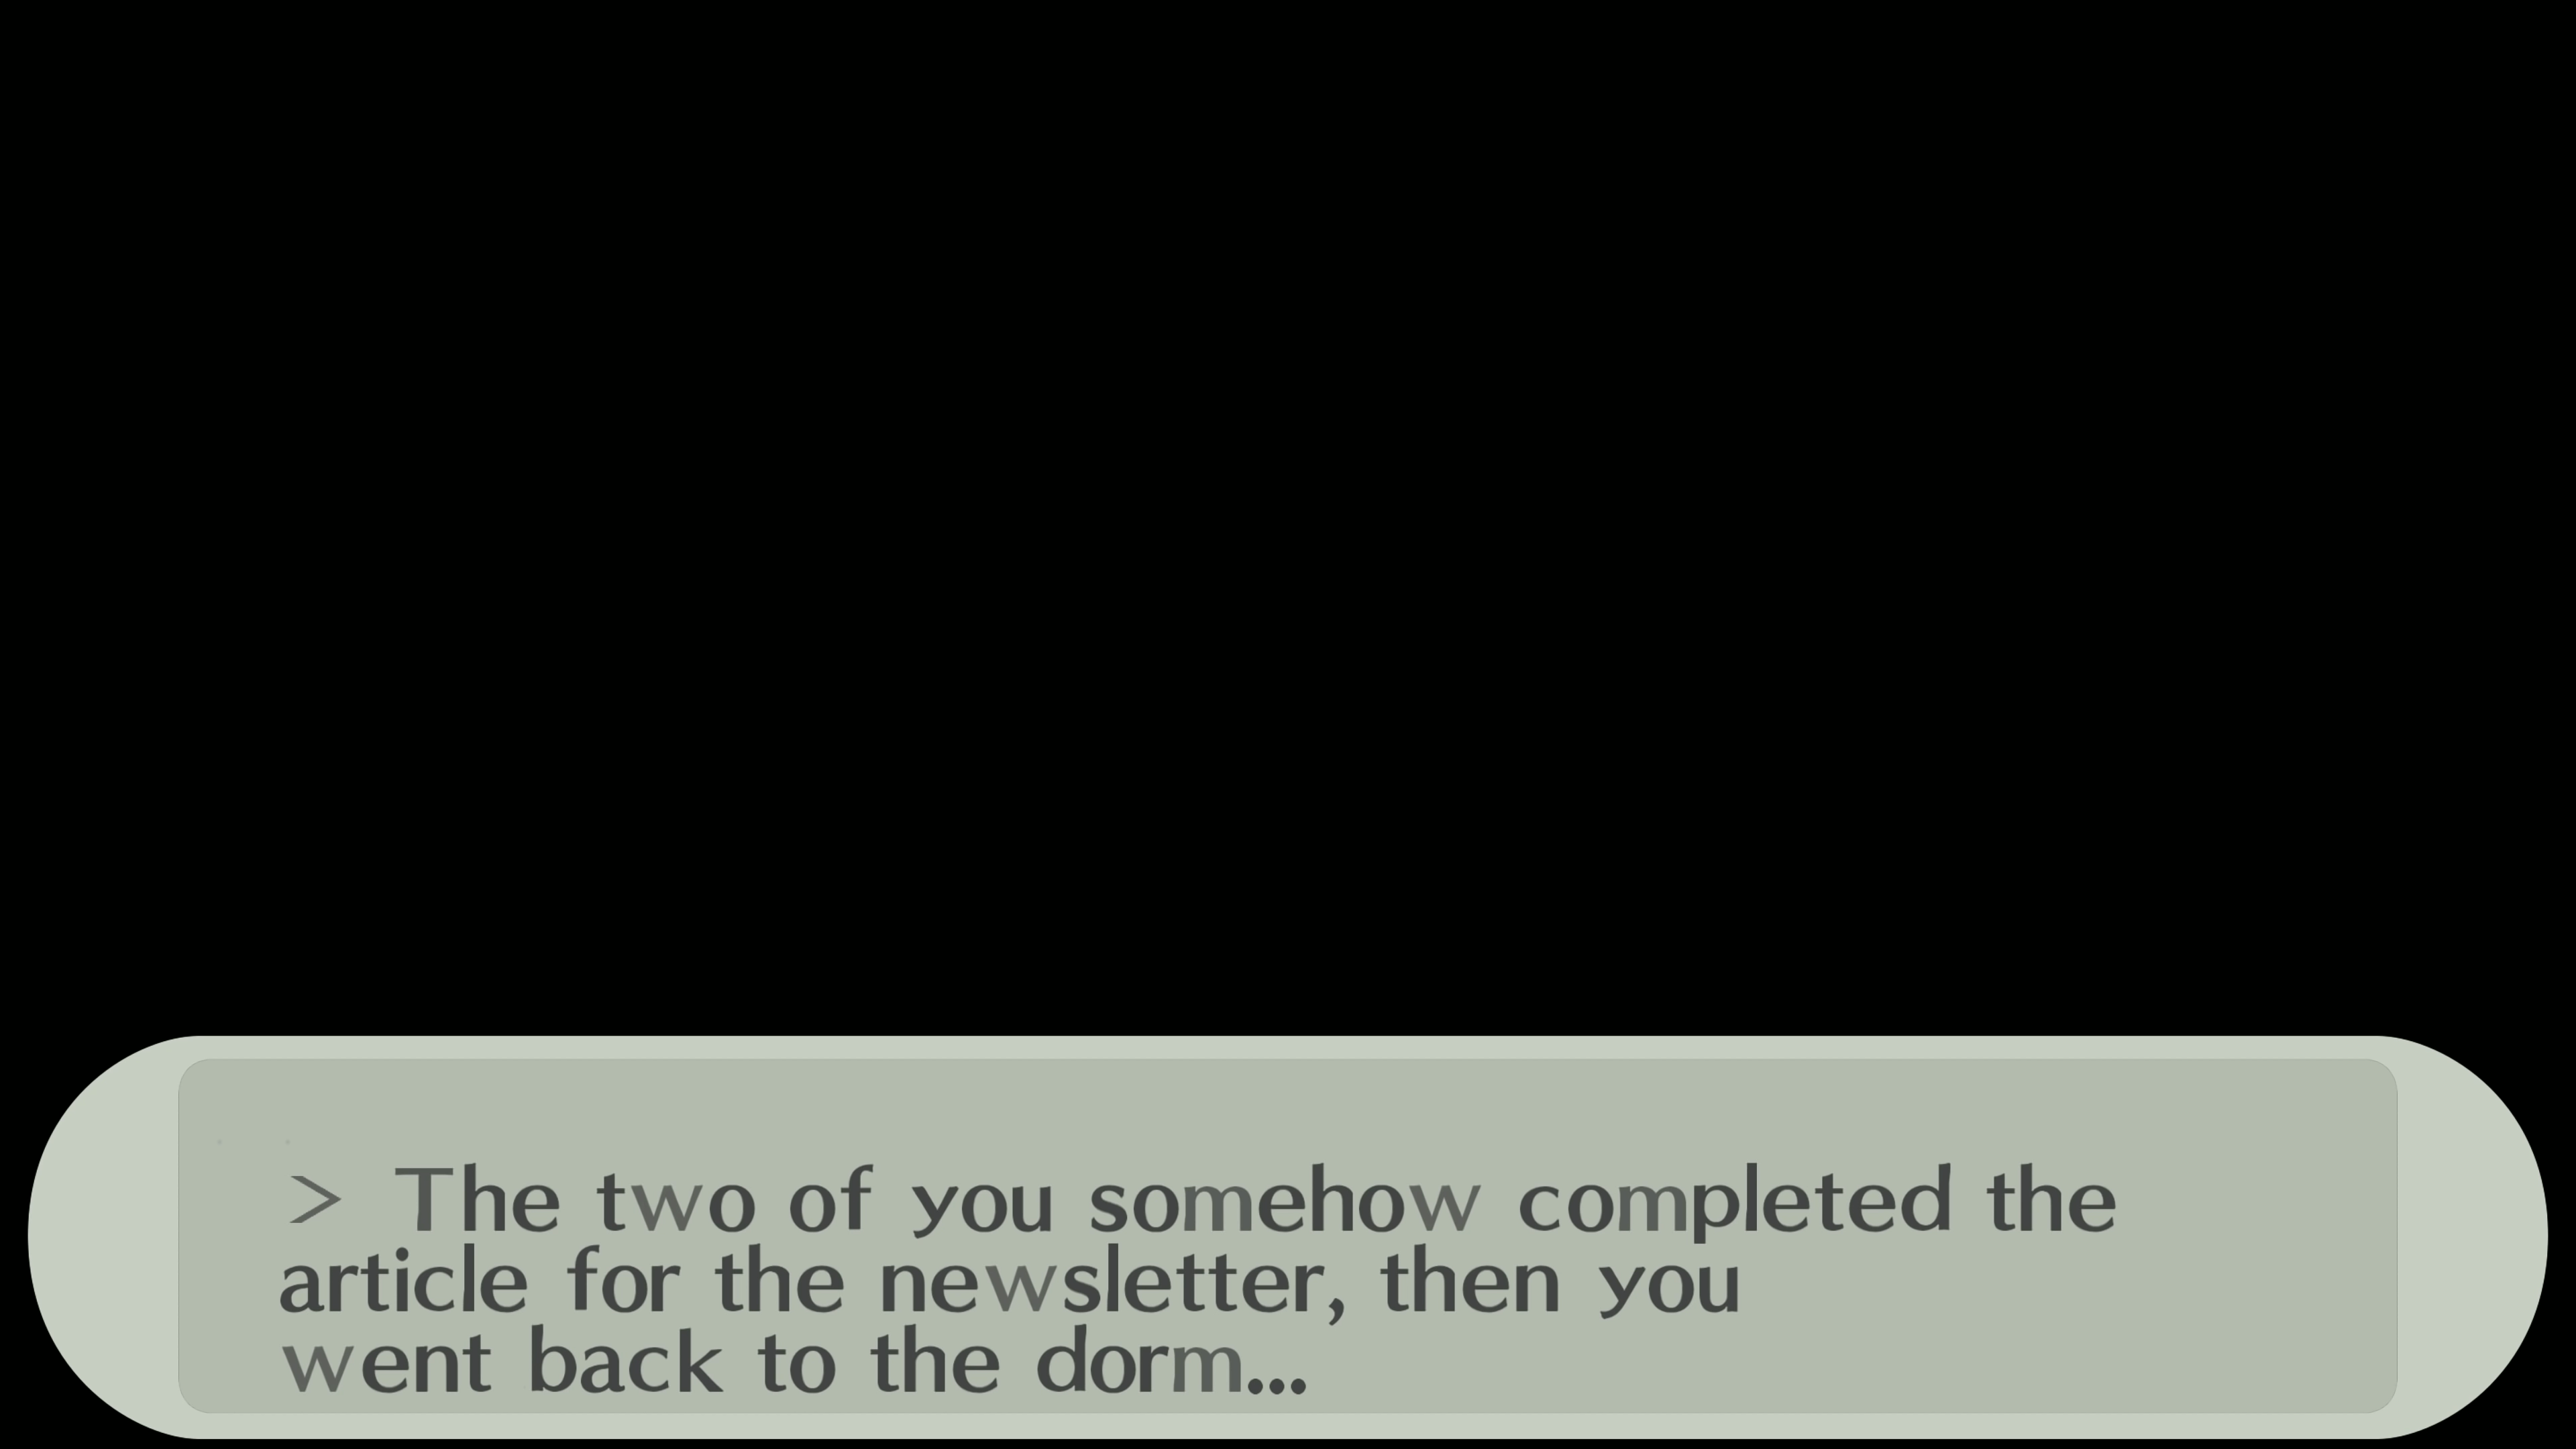 > The two of you somehow completed the
article for the newsletter, then you
went back to the dorm...